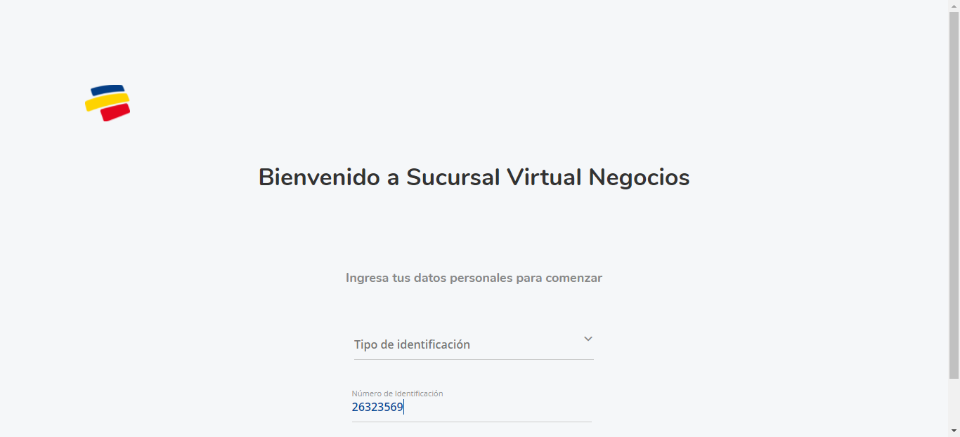 Bienvenido a Sucursal Virtual Negocios
Ingresa tus datos personales para comenzar
Tipo de identificación
Número de identificación
26323569